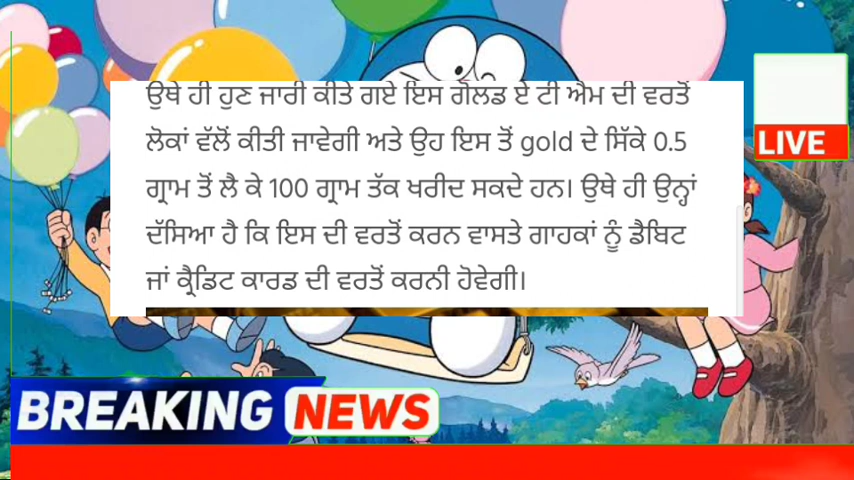 ਉਥੇ ਹੀ ਹੁਣ ਜਾਰੀ ਕੀਤੇ ਗਏ ਇਸ ਗੋਲਡ ਏ ਟੀ ਐਮ ਦੀ ਵਰਤੋਂ
ਲੋਕਾਂ ਵੱਲੋਂ ਕੀਤੀ ਜਾਵੇਗੀ ਅਤੇ ਉਹ ਇਸ ਤੋਂ gold ਦੇ ਸਿੱਕੇ 0.5
ਗ੍ਰਾਮ ਤੋਂ ਲੈ ਕੇ 100 ਗ੍ਰਾਮ ਤੱਕ ਖਰੀਦ ਸਕਦੇ ਹਨ। ਉਥੇ ਹੀ ਉਨ੍ਹਾਂ
ਦੱਸਿਆ ਹੈ ਕਿ ਇਸ ਦੀ ਵਰਤੋਂ ਕਰਨ ਵਾਸਤੇ ਗਾਹਕਾਂ ਨੂੰ ਡੈਬਿਟ
ਜਾਂ ਕ੍ਰੈਡਿਟ ਕਾਰਡ ਦੀ ਵਰਤੋਂ ਕਰਨੀ ਹੋਵੇਗੀ।
LIVE
BREAKING NEWS